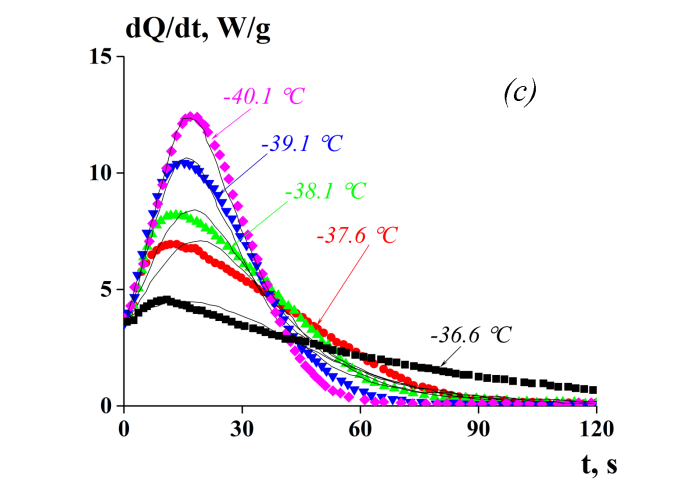 dQ/dt, W/g
15
(c)
-40.1 °C
-39.1 °C
10
-38.1 °C
-37.6 °C
5
-36.6 °C
0
0 30 60 90 120
t, s